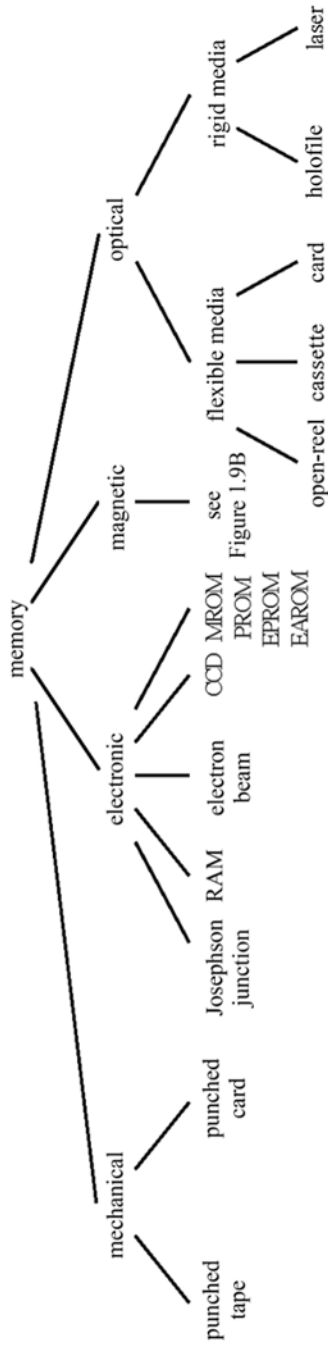 memory
mechanical electronic magnetic optical
punched tape
punched card
Josephson junction
RAM
electron beam
CCD
MROM
PROM
EPROM
EAROM
see
Figure 1.9B
flexible media
rigid media
open-reel
cassette
card
holofile
laser